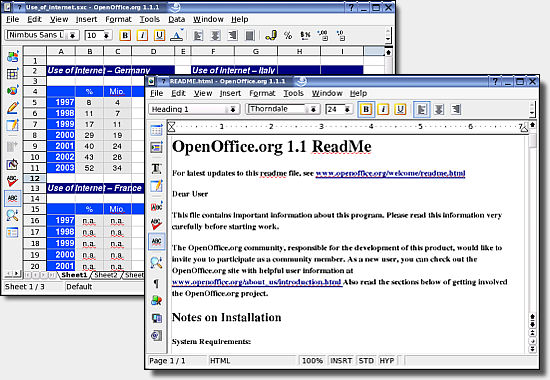 Use_of_Internet.sxc - OpenOffice.org 1.1.1
File Edit View Insert Format Tools Data Window Help
Nimbus Sans L 10 B I U
A B C D E F G H I
1
2 Use of Internet – Germany Use of Internet – Italy
3
4 % Mio.
5 1997 8 4
6 1998 11 7
7 1999 17 11
8 2000 29 19
9 2001 40 24
10 2002 43 28
11 2003 52 34
12
13 Use of Internet – France
14
15 % Mio.
16 1997 n.a. n.a.
17 1998 n.a. n.a.
18 1999 n.a. n.a.
19 2000 n.a. n.a.
20 2001 n.a. n.a.
Sheet1 Sheet2 Sheet
Sheet 1 / 3 Default
README.html - OpenOffice.org 1.1.1
File Edit View Insert Format Tools Window Help
Heading 1 Thorndale 24 B I U
1 2 3 4 5 6 7
OpenOffice.org 1.1 ReadMe
For latest updates to this readme file, see www.openoffice.org/welcome/readme.html
Dear User
This file contains important information about this program. Please read this information very
carefully before starting work.
The OpenOffice.org community, responsible for the development of this product, would like to
invite you to participate as a community member. As a new user, you can check out the
OpenOffice.org site with helpful user information at
www.openoffice.org/about_us/introduction.html Also read the sections below of getting involved
the OpenOffice.org project.
Notes on Installation
System Requirements:
Page 1 / 1 HTML 100% INSRT STD HYP